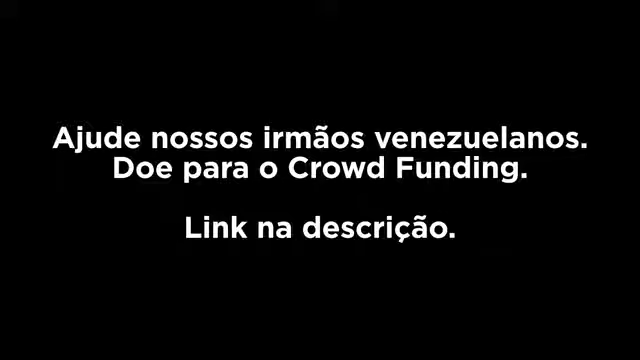 Ajude nossos irmãos venezuelanos.
Doe para o Crowd Funding.
Link na descrição.